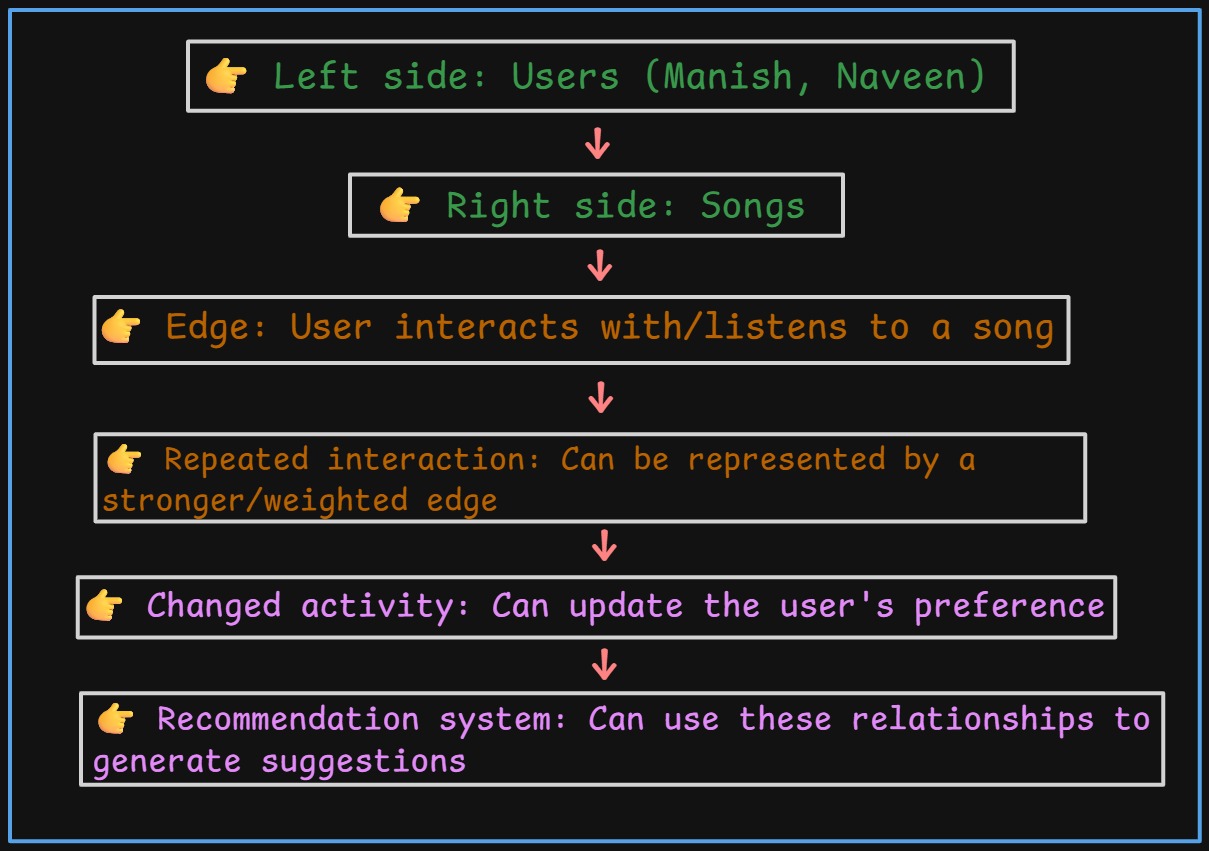 👉 Left side: Users (Manish, Naveen)
👉 Right side: Songs
👉 Edge: User interacts with/listens to a song
👉 Repeated interaction: Can be represented by a
stronger/weighted edge
👉 Changed activity: Can update the user's preference
👉 Recommendation system: Can use these relationships to
generate suggestions